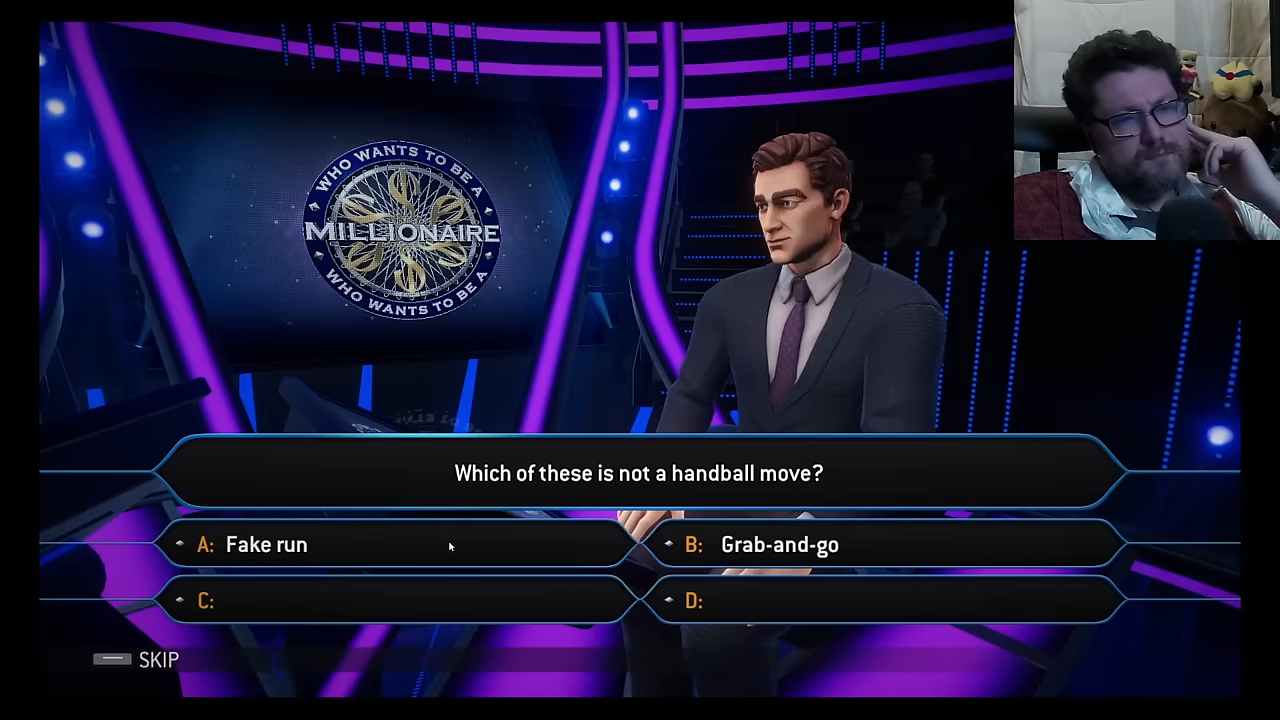 WHO WANTS TO BE A
MILLIONAIRE
WHO WANTS TO BE A
Which of these is not a handball move?
A: Fake run
B: Grab-and-go
C:
D:
SKIP